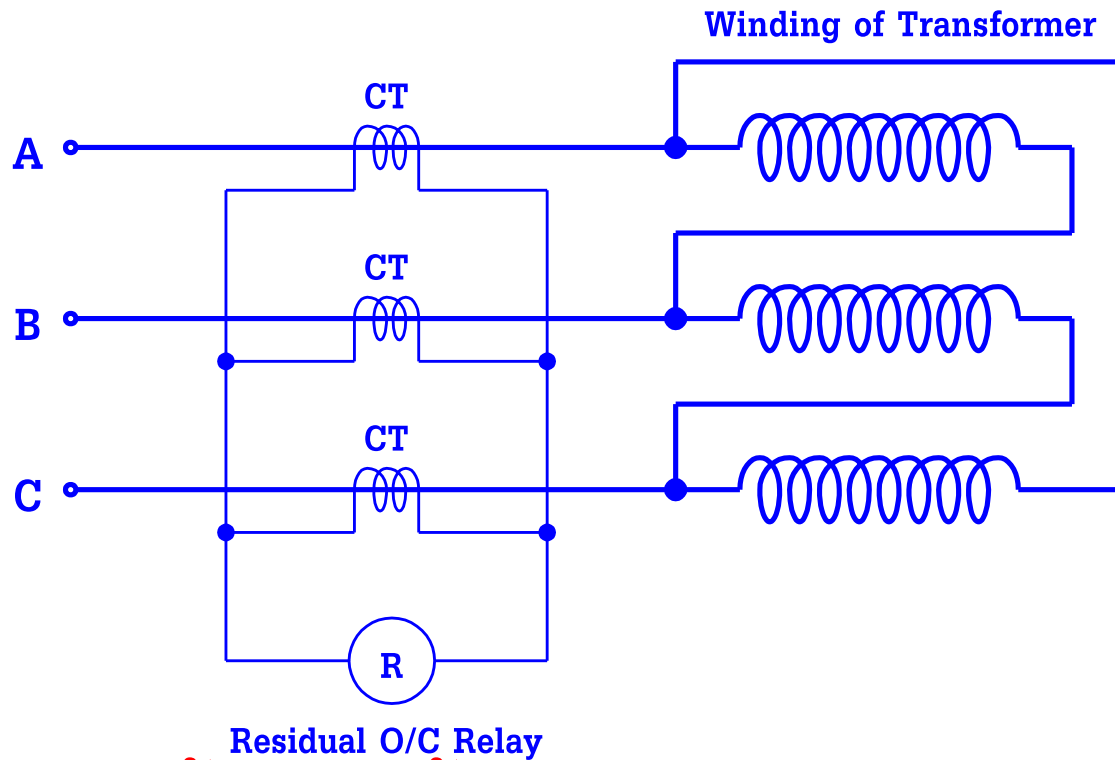 Winding of Transformer
CT
A
CT
B
CT
C
R
Residual O/C Relay